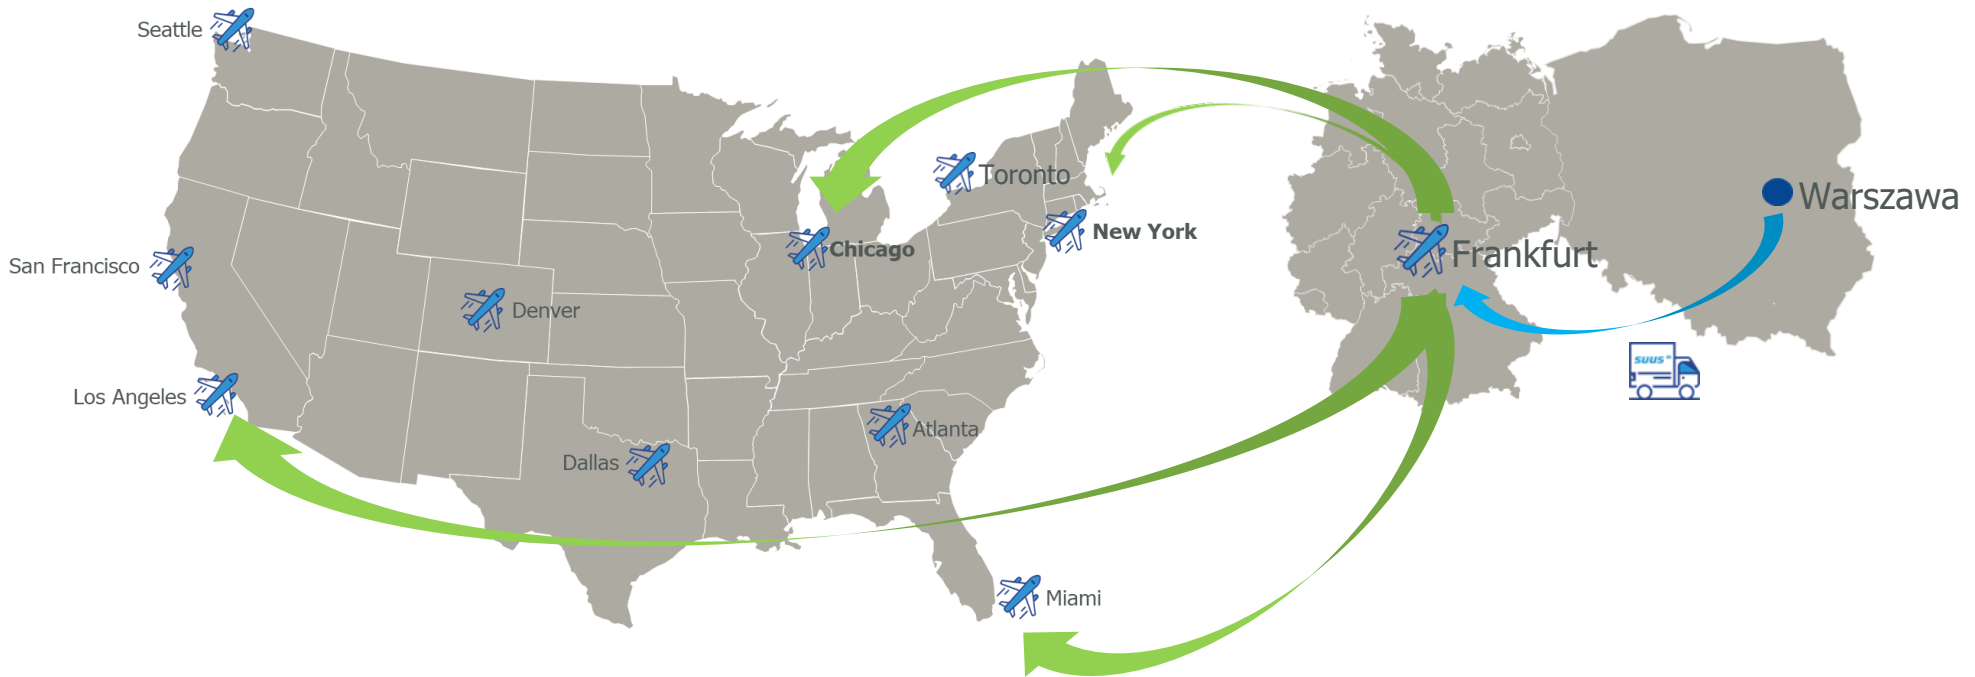 Seattle
Toronto
Warszawa
New York
Chicago
Frankfurt
San Francisco
Denver
SUUS
Los Angeles
Atlanta
Dallas
Miami